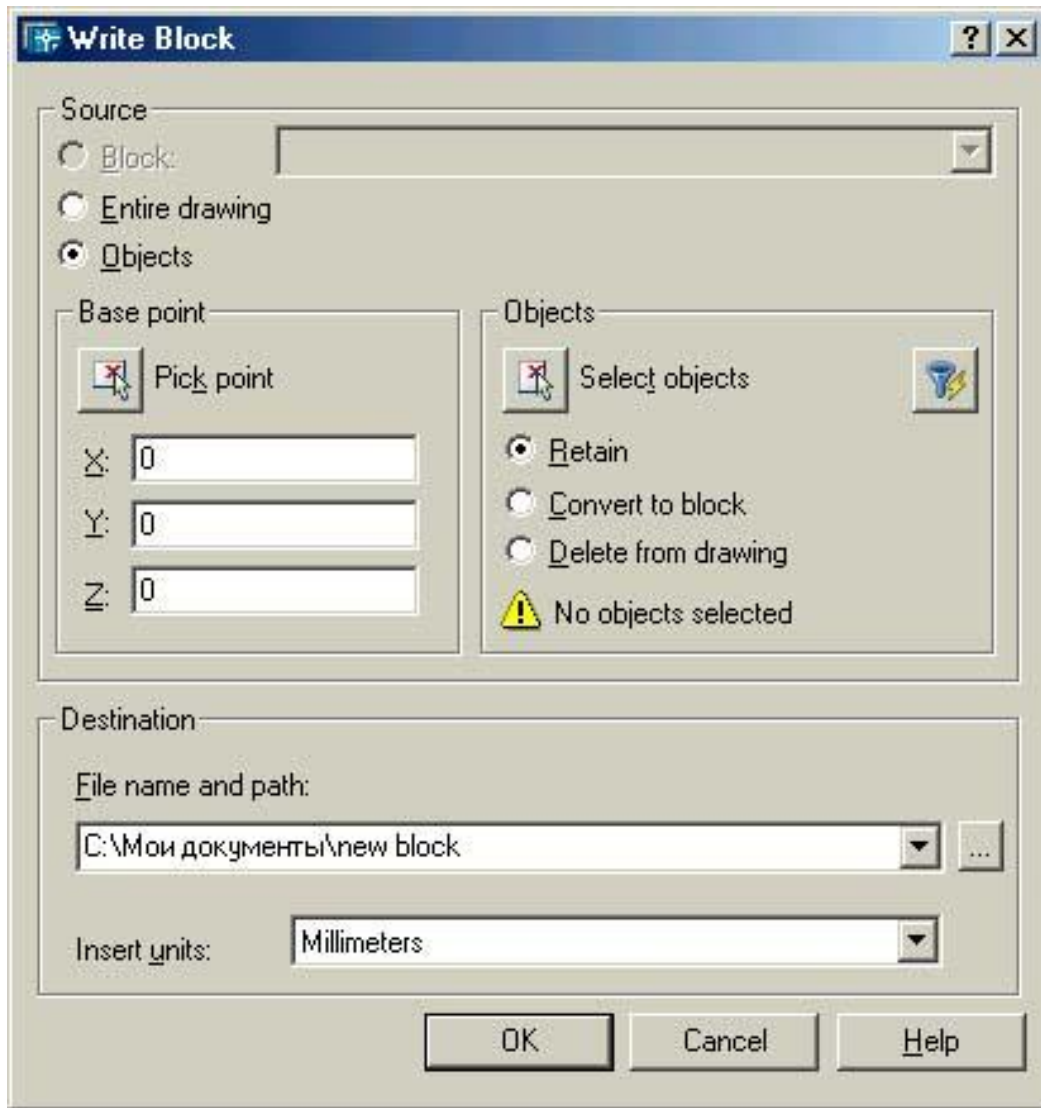 Write Block
Source
Block:
Entire drawing
Objects
Base point
Pick point
X: 0
Y: 0
Z: 0
Objects
Select objects
Retain
Convert to block
Delete from drawing
No objects selected
Destination
File name and path:
C:\Мои документы\new block
...
Insert units: Millimeters
OK Cancel Help